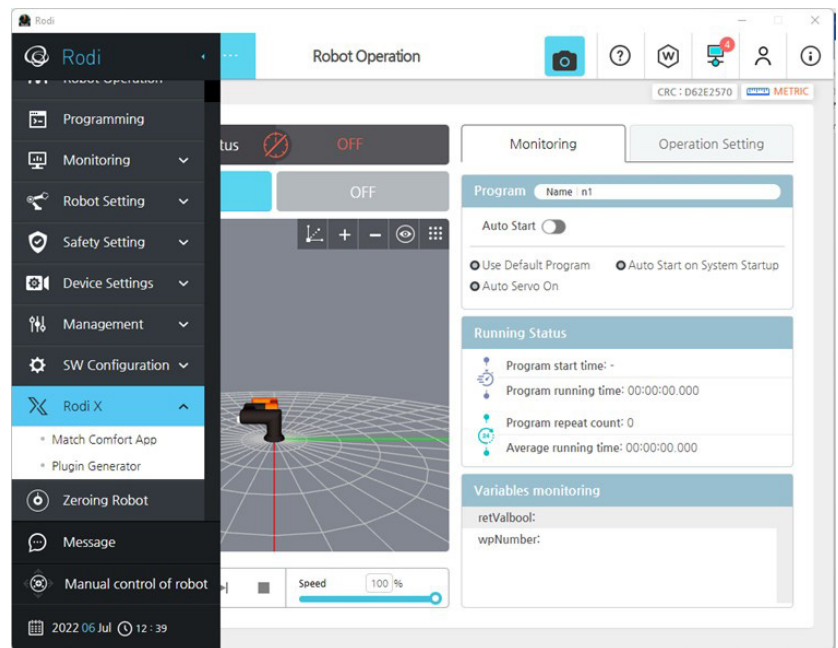 Rodi
Rodi
Robot Operation
4
CRC : D62E2570
METRIC
Robot Operation
Programming
Monitoring
Robot Setting
Safety Setting
Device Settings
Management
SW Configuration
Rodi X
Match Comfort App
Plugin Generator
Zeroing Robot
Message
Manual control of robot
2022 06 Jul 12 : 39
tus OFF
OFF
Speed 100 %
Monitoring Operation Setting
Program Name n1
Auto Start
Use Default Program Auto Start on System Startup
Auto Servo On
Running Status
Program start time: -
Program running time: 00:00:00.000
24
Program repeat count: 0
Average running time: 00:00:00.000
Variables monitoring
retValbool:
wpNumber: